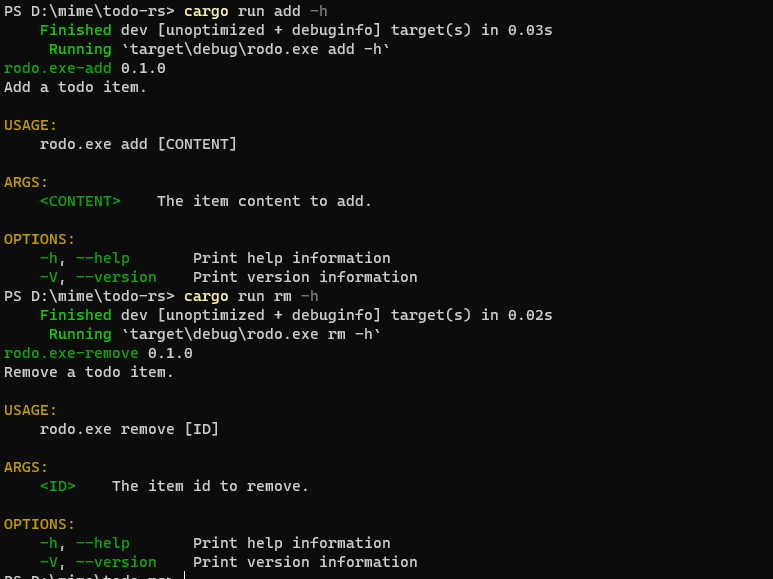 PS D:\mime\todo-rs> cargo run add -h
Finished dev [unoptimized + debuginfo] target(s) in 0.03s
Running `target\debug\rodo.exe add -h`
rodo.exe-add 0.1.0
Add a todo item.
USAGE:
rodo.exe add [CONTENT]
ARGS:
<CONTENT>    The item content to add.
OPTIONS:
-h, --help       Print help information
-V, --version    Print version information
PS D:\mime\todo-rs> cargo run rm -h
Finished dev [unoptimized + debuginfo] target(s) in 0.02s
Running `target\debug\rodo.exe rm -h`
rodo.exe-remove 0.1.0
Remove a todo item.
USAGE:
rodo.exe remove [ID]
ARGS:
<ID>    The item id to remove.
OPTIONS:
-h, --help       Print help information
-V, --version    Print version information
PS D:\mime\todo-rs>